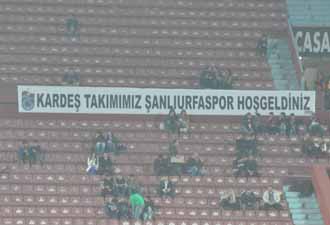 CASA
KARDEŞ TAKIMIMIZ ŞANLIURFASPOR HOŞGELDİNİZ